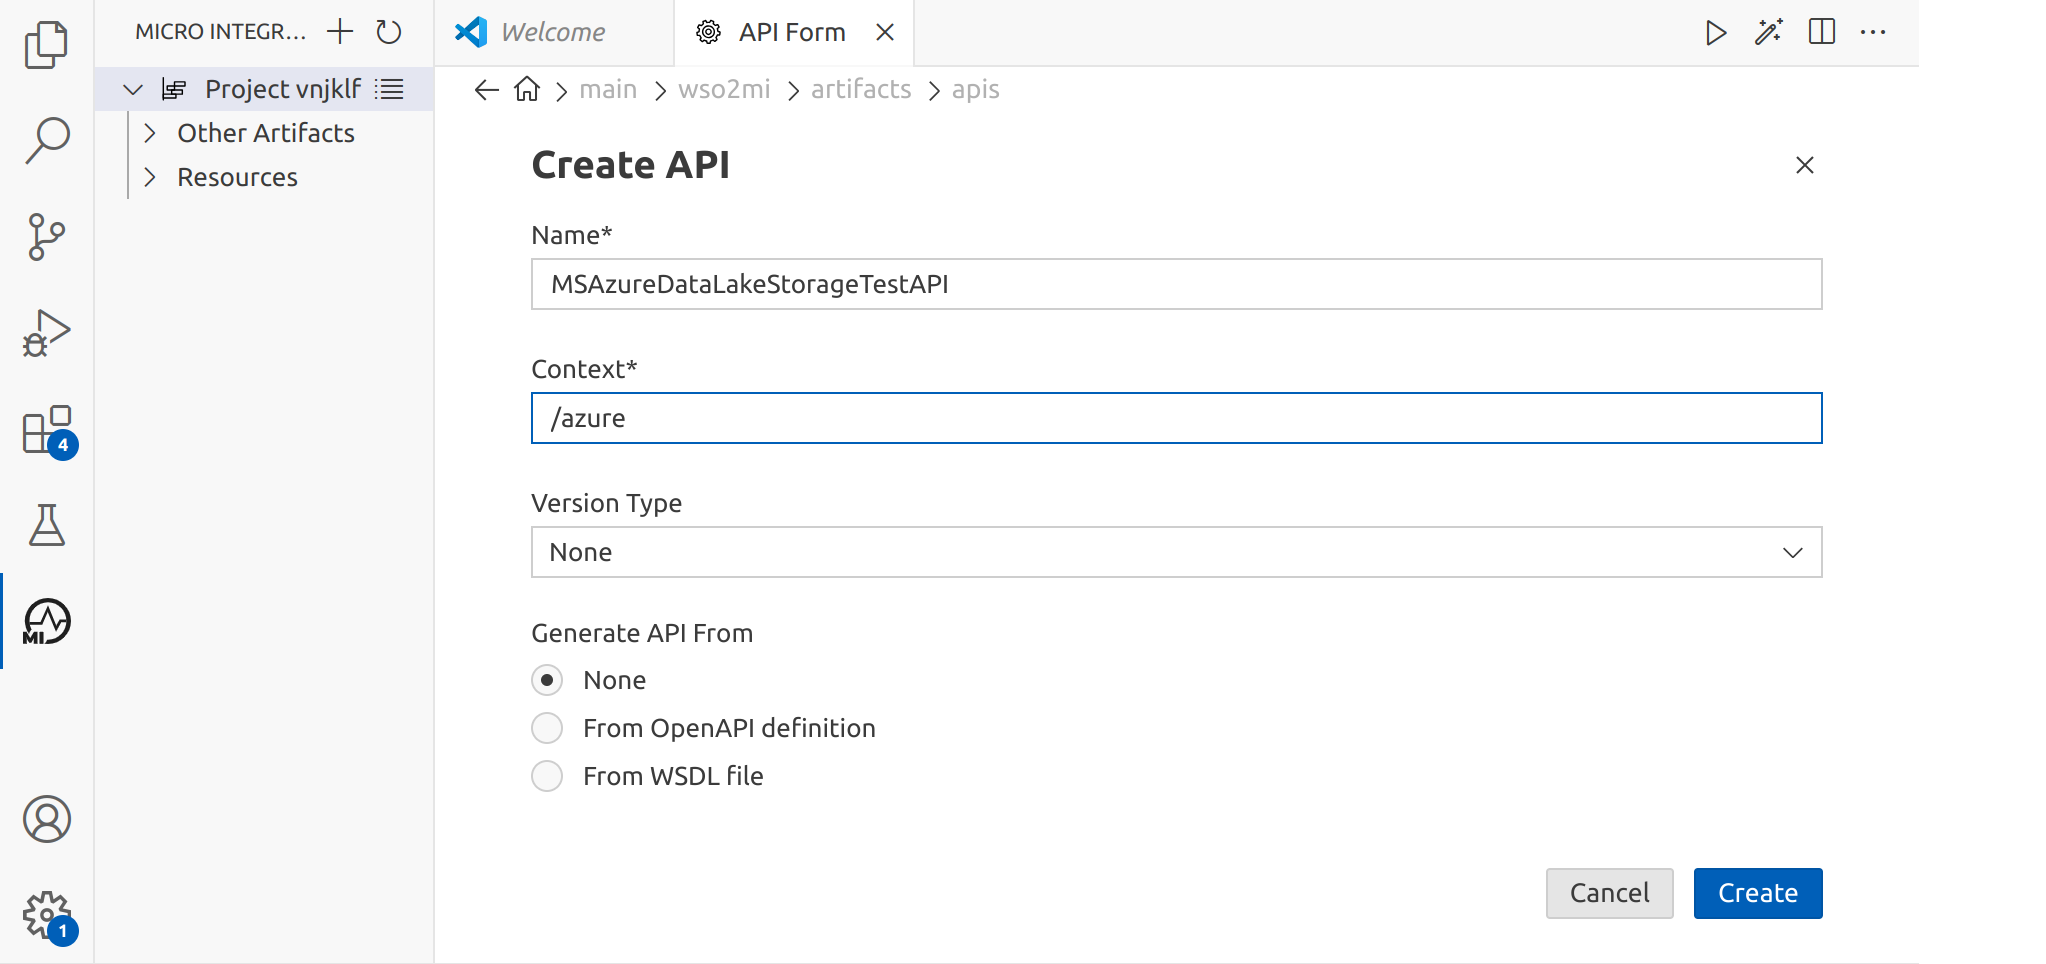 MICRO INTEGR...
Welcome
API Form
Project vnjklf
Other Artifacts
Resources
main
wso2mi
artifacts
apis
Create API
Name*
MSAzureDataLakeStorageTestAPI
Context*
/azure
Version Type
None
Generate API From
None
From OpenAPI definition
From WSDL file
4
MI
1
Cancel
Create